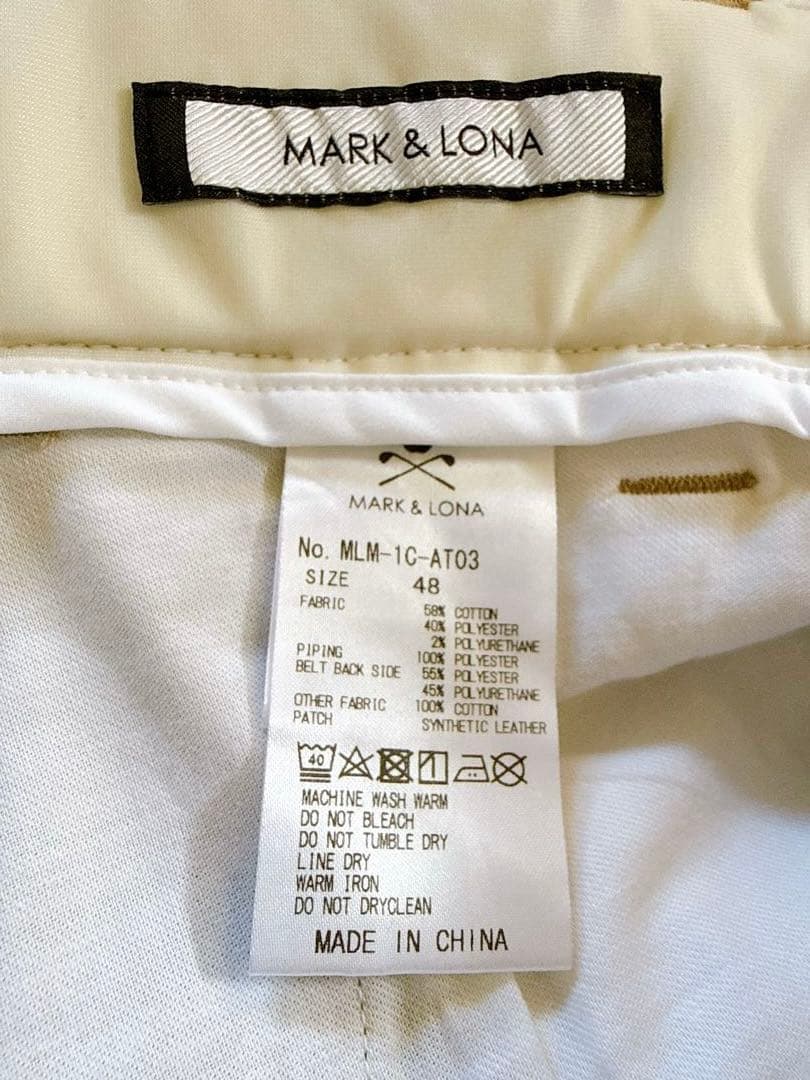 MARK & LONA
MARK & LONA
No. MLM-1C-AT03
SIZE 48
FABRIC 58% COTTON
40% POLYESTER
2% POLYURETHANE
PIPING 100% POLYESTER
BELT BACK SIDE 55% POLYESTER
45% POLYURETHANE
OTHER FABRIC 100% COTTON
PATCH SYNTHETIC LEATHER
40
MACHINE WASH WARM
DO NOT BLEACH
DO NOT TUMBLE DRY
LINE DRY
WARM IRON
DO NOT DRYCLEAN
MADE IN CHINA